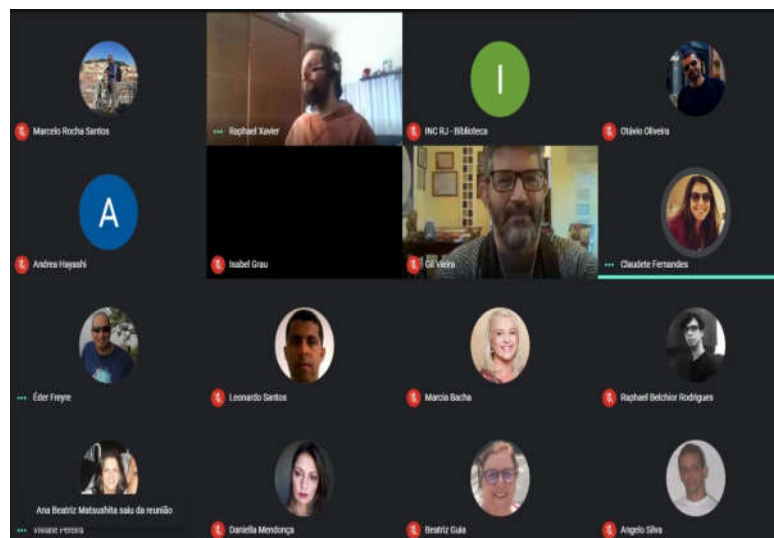 Marcelo Rocha Santos
Raphael Xavier
I
INC RJ - Biblioteca
Otávio Oliveira
A
Andrea Hayashi
Isabel Grau
Gil Vieira
Claudete Fernandes
Éder Freyre
Leonardo Santos
Marcia Bacha
Raphael Belchior Rodrigues
Ana Beatriz Matsushita saiu da reunião
Viviane Pereira
Daniella Mendonça
Beatriz Guia
Angelo Silva